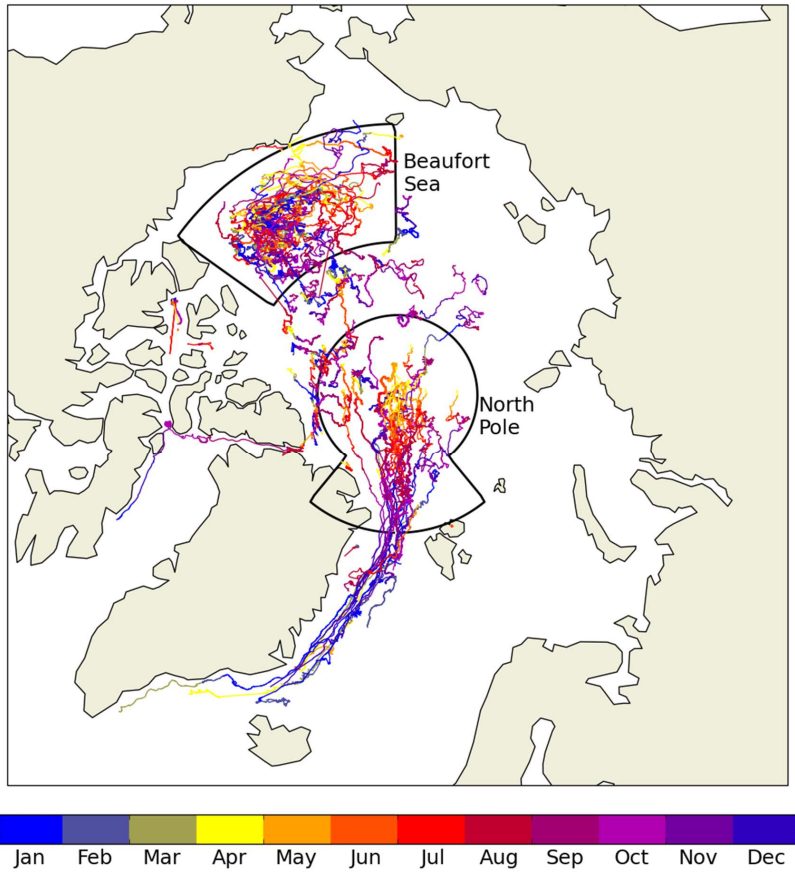 Beaufort
Sea
North
Pole
Jan Feb Mar Apr May Jun Jul Aug Sep Oct Nov Dec